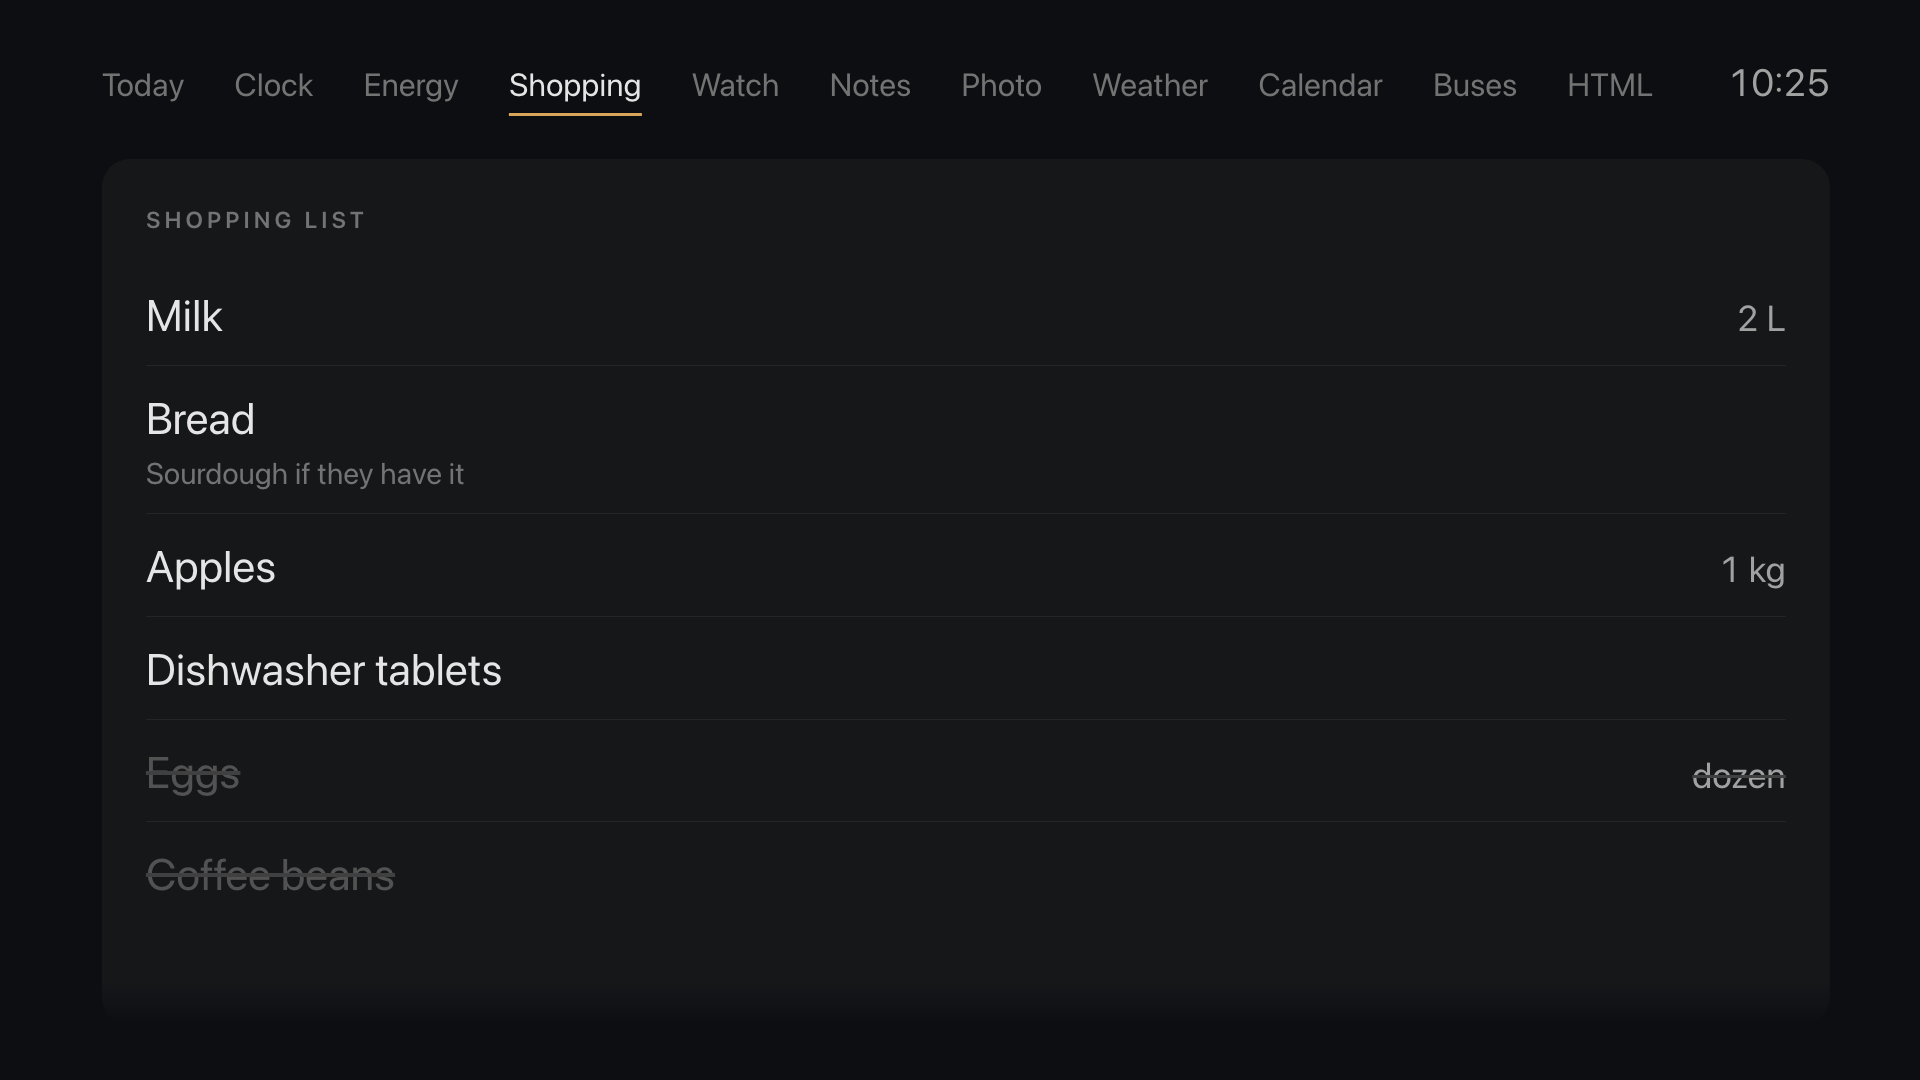 Today Clock Energy Shopping Watch Notes Photo Weather Calendar Buses HTML 10:25
SHOPPING LIST
Milk 2 L
Bread
Sourdough if they have it
Apples 1 kg
Dishwasher tablets
Eggs dozen
Coffee beans